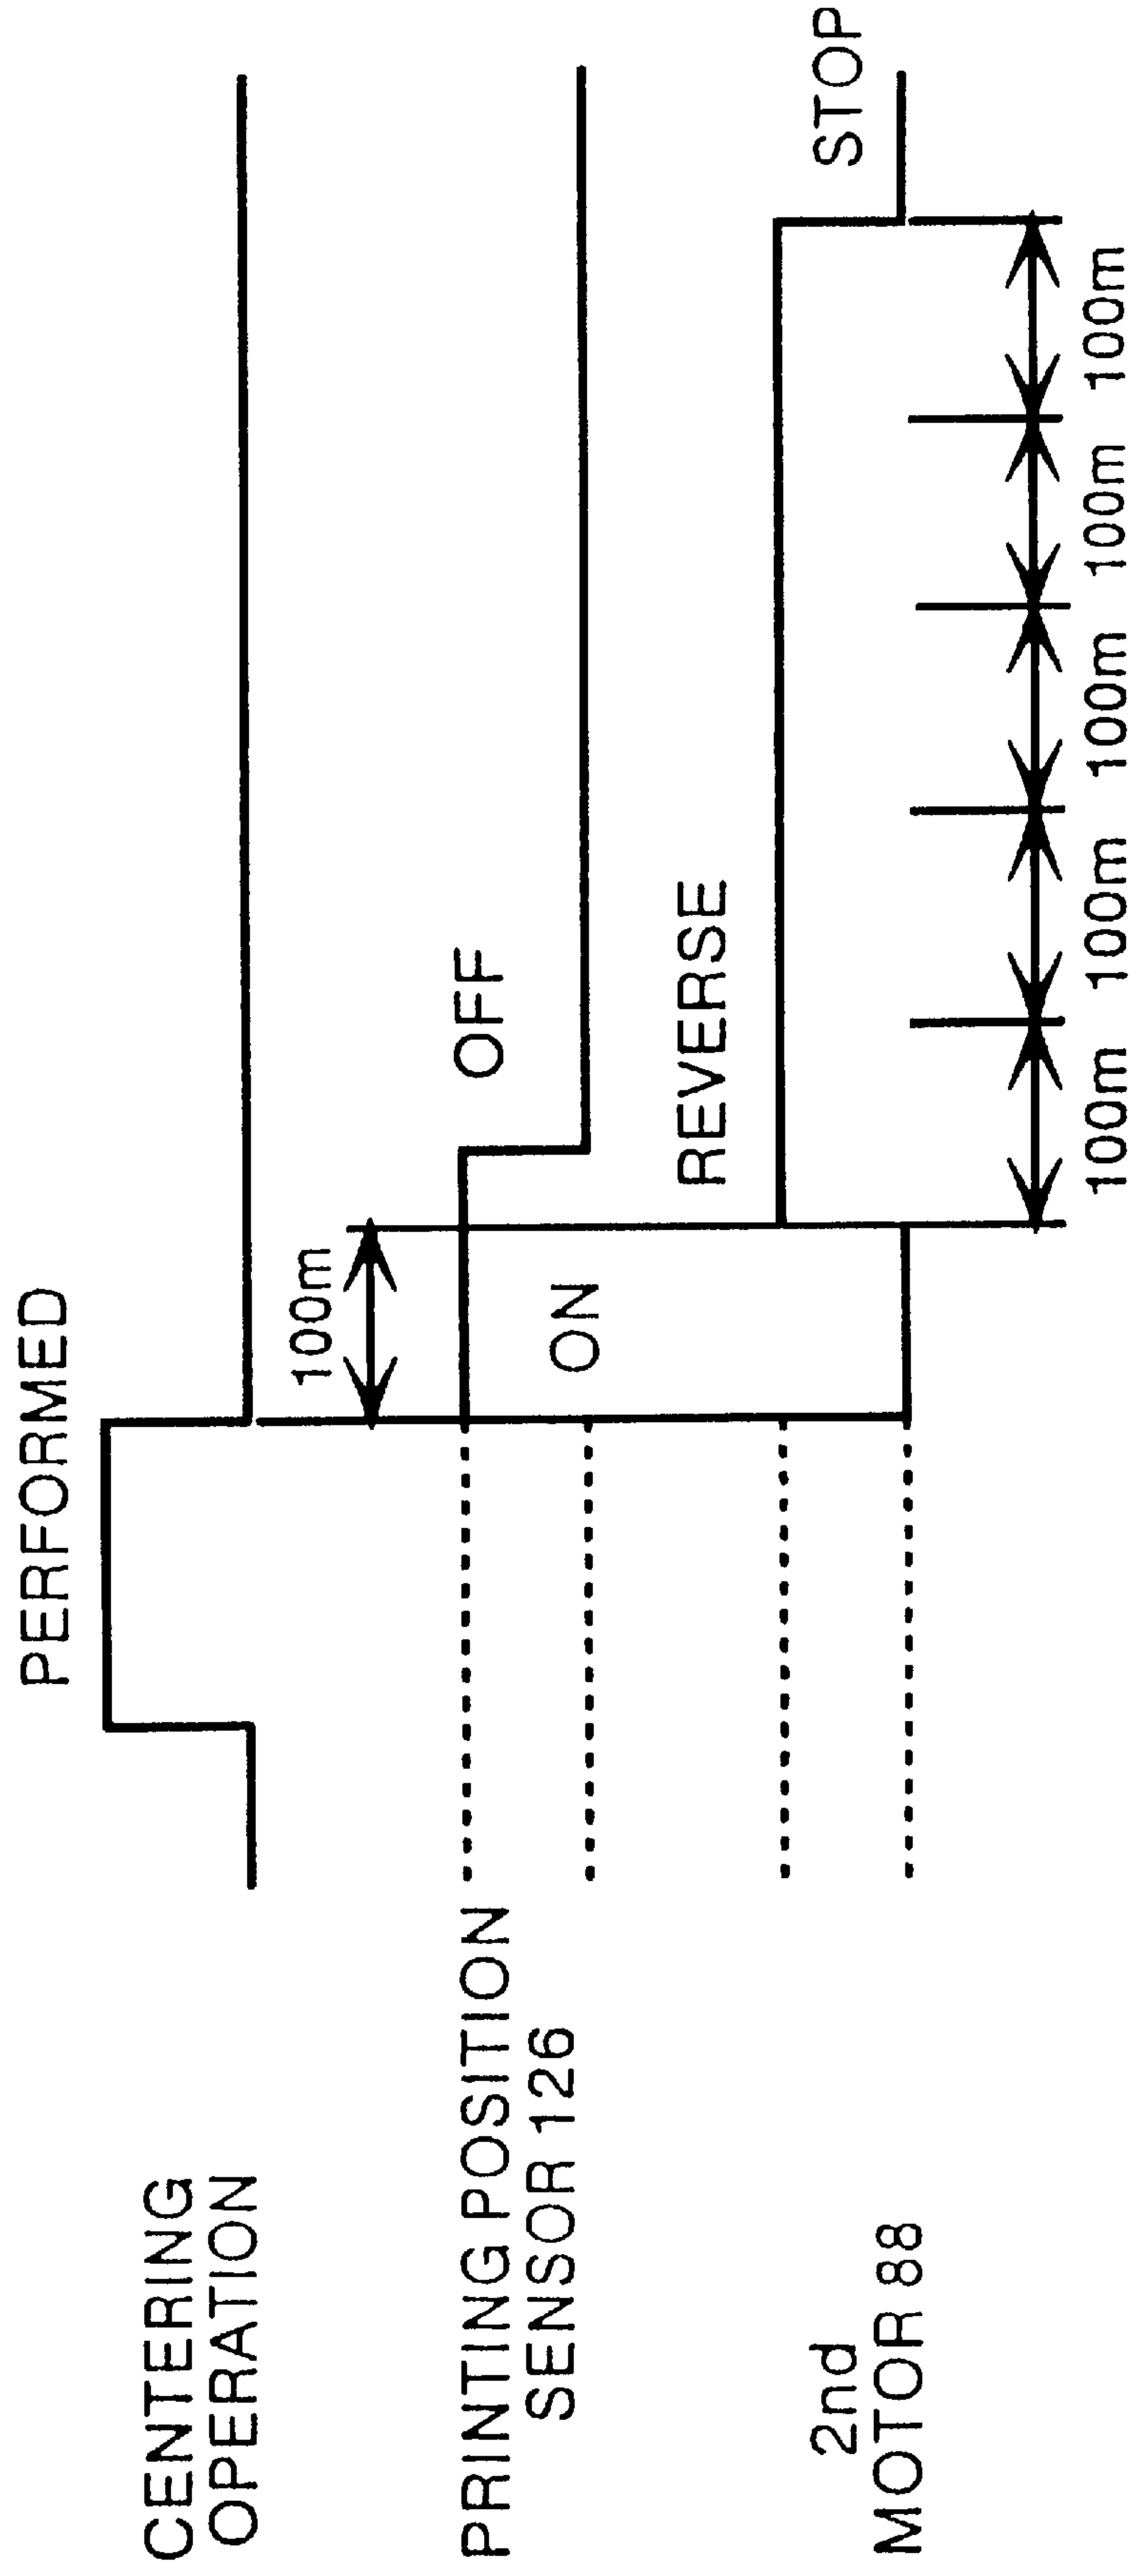 PERFORMED
CENTERING
OPERATION
100m
OFF
PRINTING POSITION
SENSOR 126
ON
REVERSE
STOP
2nd
MOTOR 88
100m
100m
100m
100m
100m